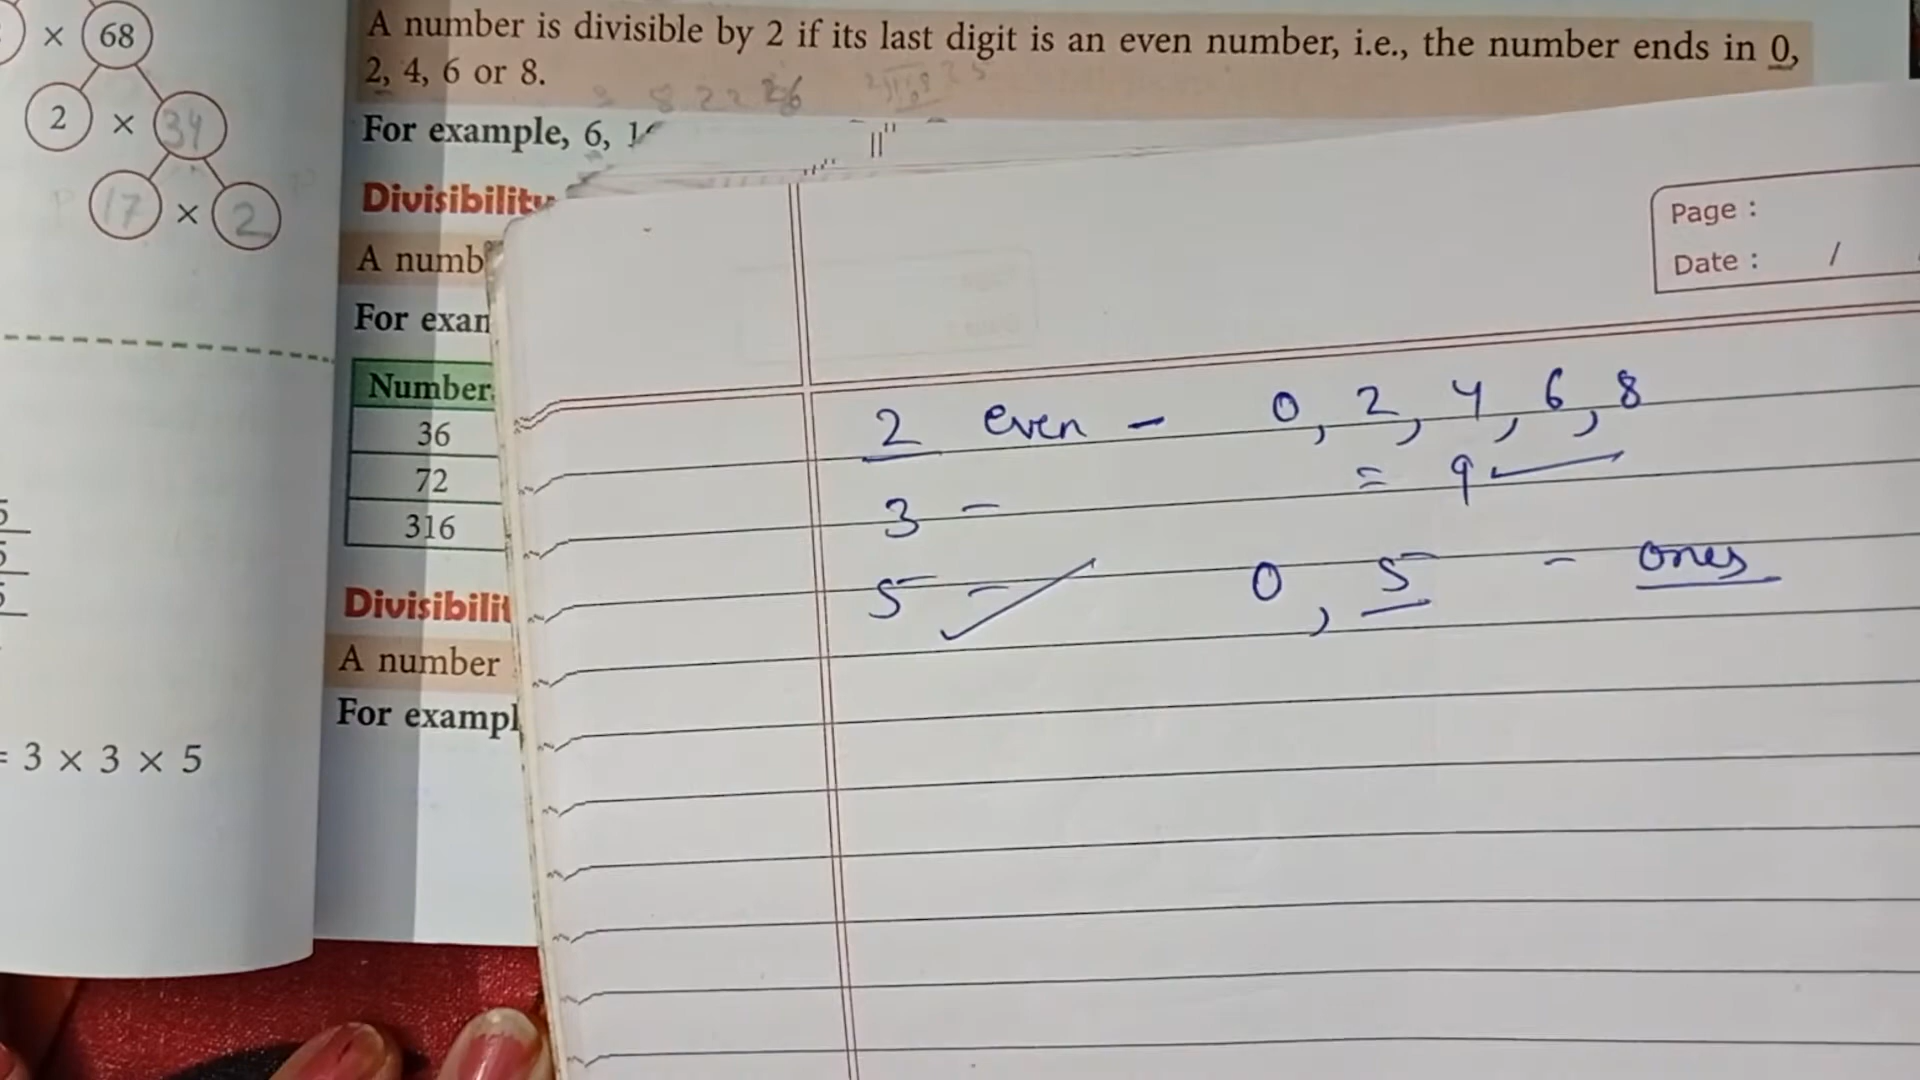 × 68
2 × 34
17 × 2
= 3 × 3 × 5
A number is divisible by 2 if its last digit is an even number, i.e., the number ends in 0,
2, 4, 6 or 8.
For example, 6,
Divisibility
A numb
For exan
Number
36
72
316
Divisibilit
A number
For exampl
Page :
Date : /
2 even - 0, 2, 4, 6, 8
3 - = 9
5 - 0, 5 - ones